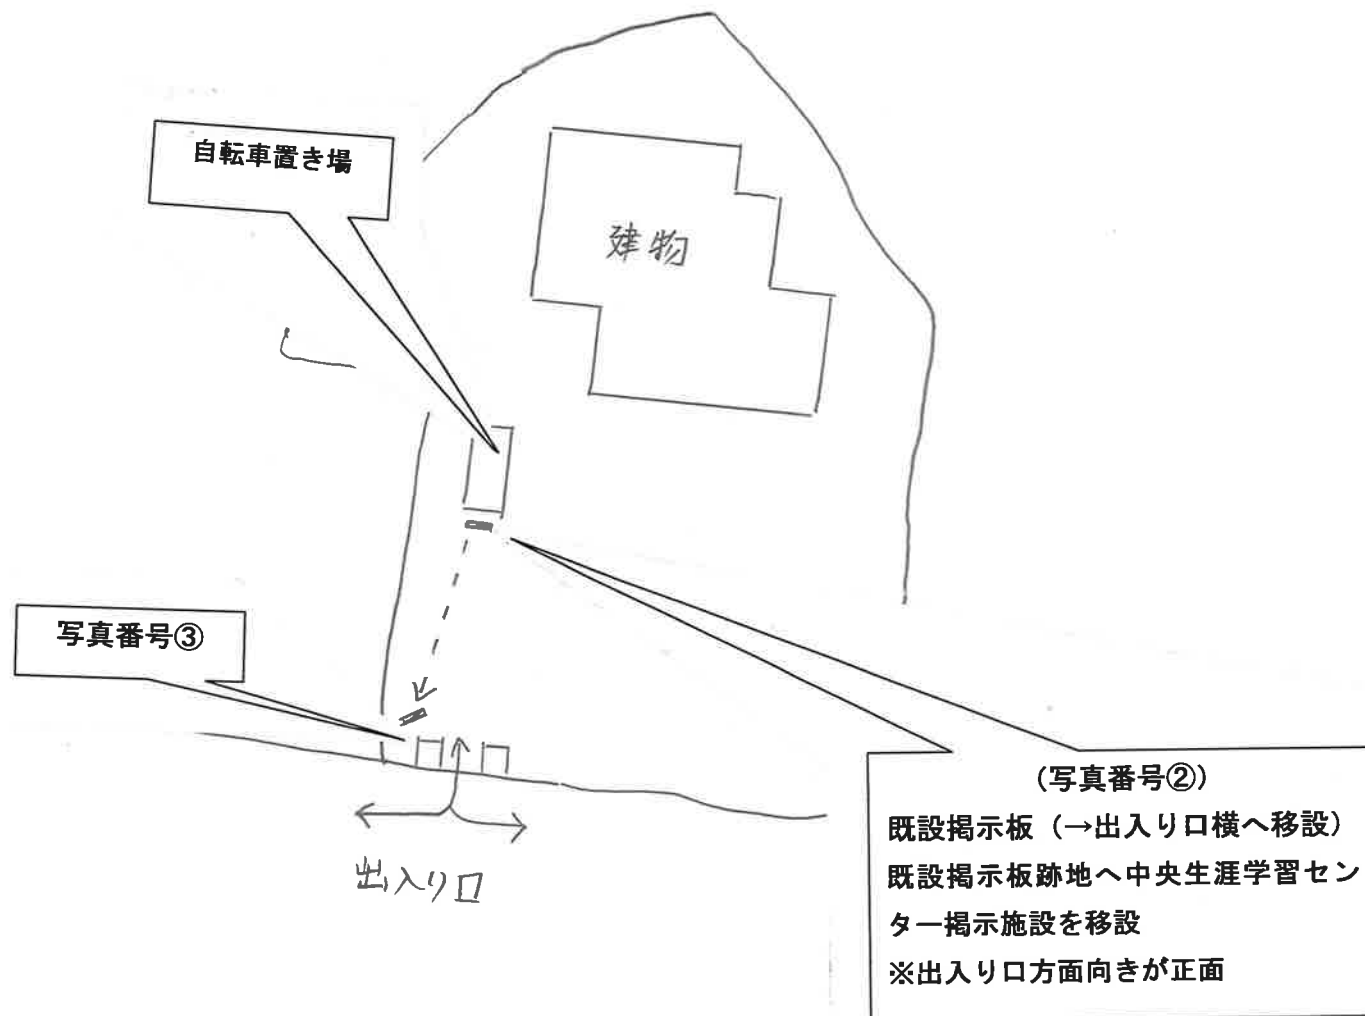 自転車置き場
建物
写真番号③
出入り口
(写真番号②)
既設掲示板（→出入り口横へ移設）
既設掲示板跡地へ中央生涯学習セン
ター掲示施設を移設
※出入り口方面向きが正面